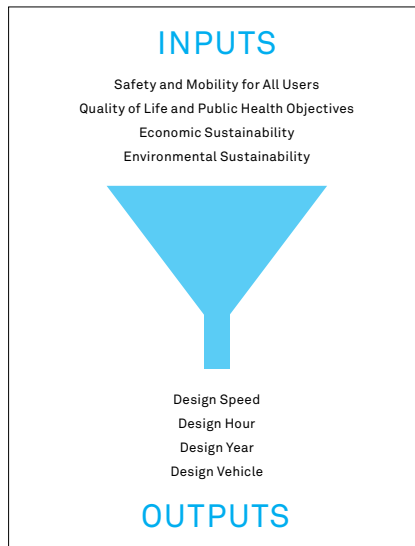 INPUTS
Safety and Mobility for All Users
Quality of Life and Public Health Objectives
Economic Sustainability
Environmental Sustainability
Design Speed
Design Hour
Design Year
Design Vehicle
OUTPUTS